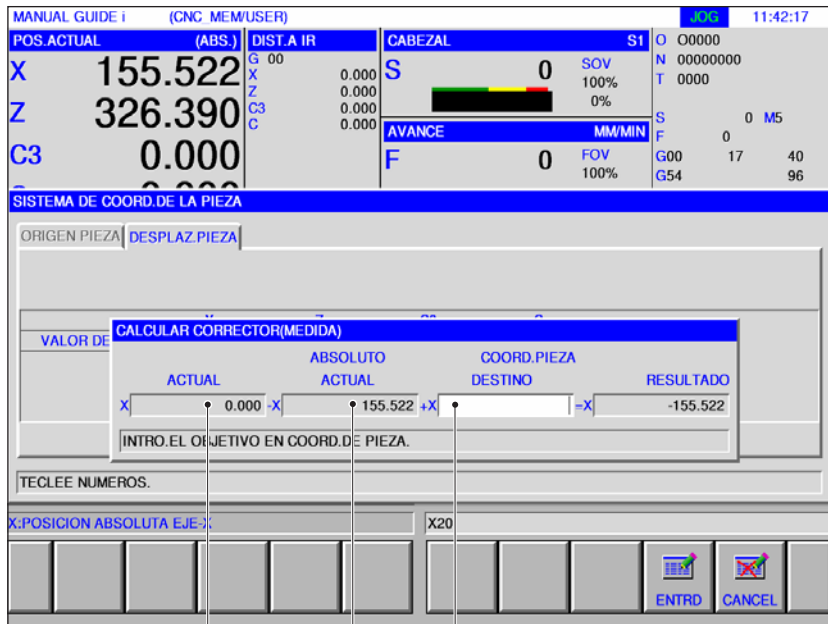 MANUAL GUIDE i (CNC_MEM/USER) JOG 11:42:17
POS.ACTUAL (ABS.) DIST.A IR CABEZAL S1 O O0000
G 00 N 00000000
X 155.522 X 0.000 S 0 SOV 100% T 0000
Z 0.000 0%
Z 326.390 C3 0.000 S 0 M5
C 0.000 AVANCE MM/MIN F 0
C3 0.000 F 0 FOV 100% G00 17 40
G54 96
SISTEMA DE COORD.DE LA PIEZA
ORIGEN PIEZA DESPLAZ.PIEZA
VALOR DE
CALCULAR CORRECTOR(MEDIDA)
ABSOLUTO COORD.PIEZA
ACTUAL ACTUAL DESTINO RESULTADO
X 0.000 -X 155.522 +X =X -155.522
INTRO.EL OBJETIVO EN COORD.DE PIEZA.
TECLEE NUMEROS.
X:POSICION ABSOLUTA EJE-X X20
ENTRD CANCEL